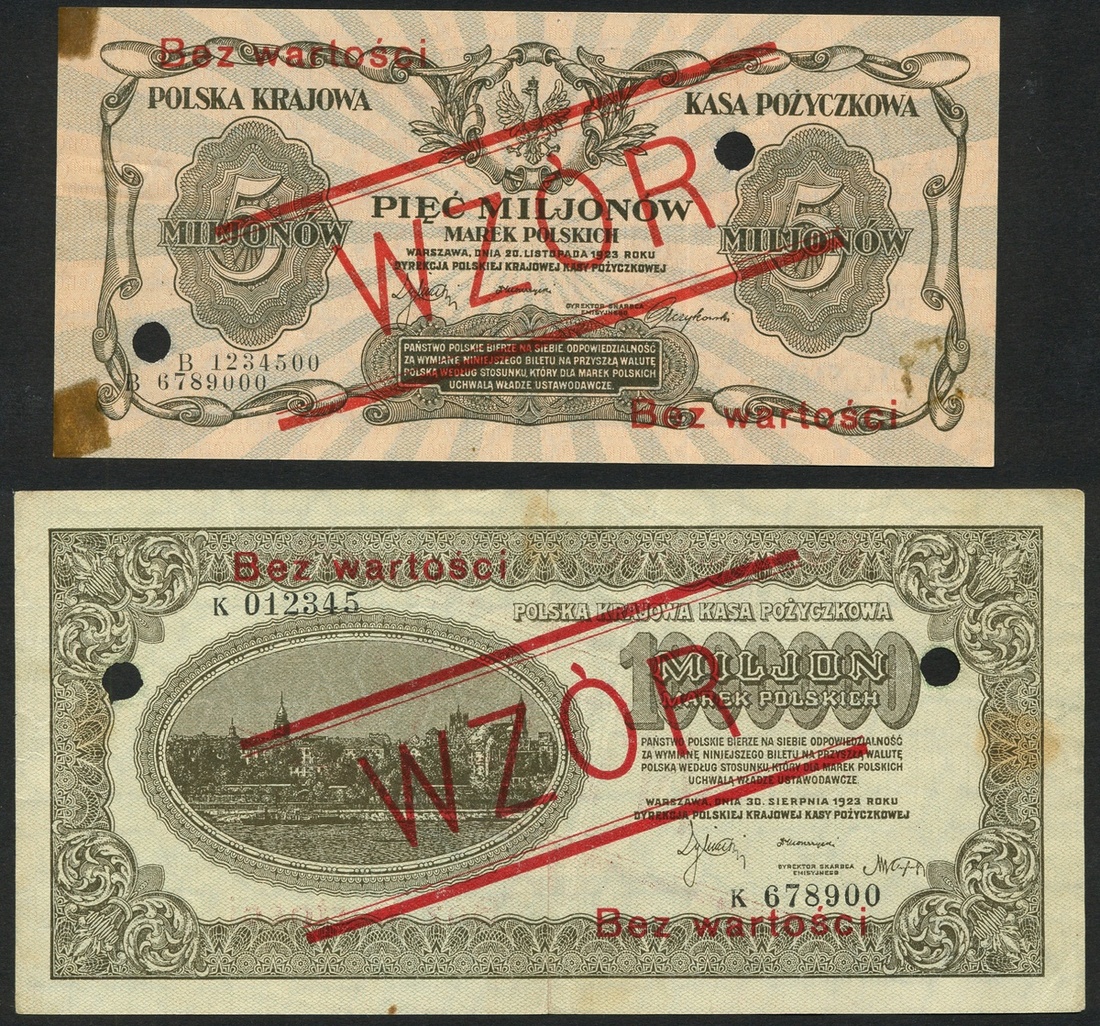 Bez wartości
POLSKA KRAJOWA KASA POŻYCZKOWA
5 MILJONÓW
5 MILJONÓW
WZÓR
PIĘĆ MILJONÓW
MAREK POLSKICH
WARSZAWA, DNIA 20. LISTOPADA 1923 ROKU
DYREKCJA POLSKIEJ KRAJOWEJ KASY POŻYCZKOWEJ
DYREKTOR SKARBCA
EMISYJNEGO
PAŃSTWO POLSKIE BIERZE NA SIEBIE ODPOWIEDZIALNOŚĆ
ZA WYMIANĘ NINIEJSZEGO BILETU NA PRZYSZŁĄ WALUTĘ
POLSKĄ WEDŁUG STOSUNKU, KTÓRY DLA MAREK POLSKICH
UCHWALĄ WŁADZE USTAWODAWCZE.
B 1234500
B 6789000
Bez wartości
Bez wartości
K 012345
POLSKA KRAJOWA KASA POŻYCZKOWA
1000000
MILJON
MAREK POLSKICH
WZÓR
PAŃSTWO POLSKIE BIERZE NA SIEBIE ODPOWIEDZIALNOŚĆ
ZA WYMIANĘ NINIEJSZEGO BILETU NA PRZYSZŁĄ WALUTĘ
POLSKĄ WEDŁUG STOSUNKU, KTÓRY DLA MAREK POLSKICH
UCHWALĄ WŁADZE USTAWODAWCZE.
WARSZAWA, DNIA 30. SIERPNIA 1923 ROKU
DYREKCJA POLSKIEJ KRAJOWEJ KASY POŻYCZKOWEJ
DYREKTOR SKARBCA
EMISYJNEGO
K 678900
Bez wartości